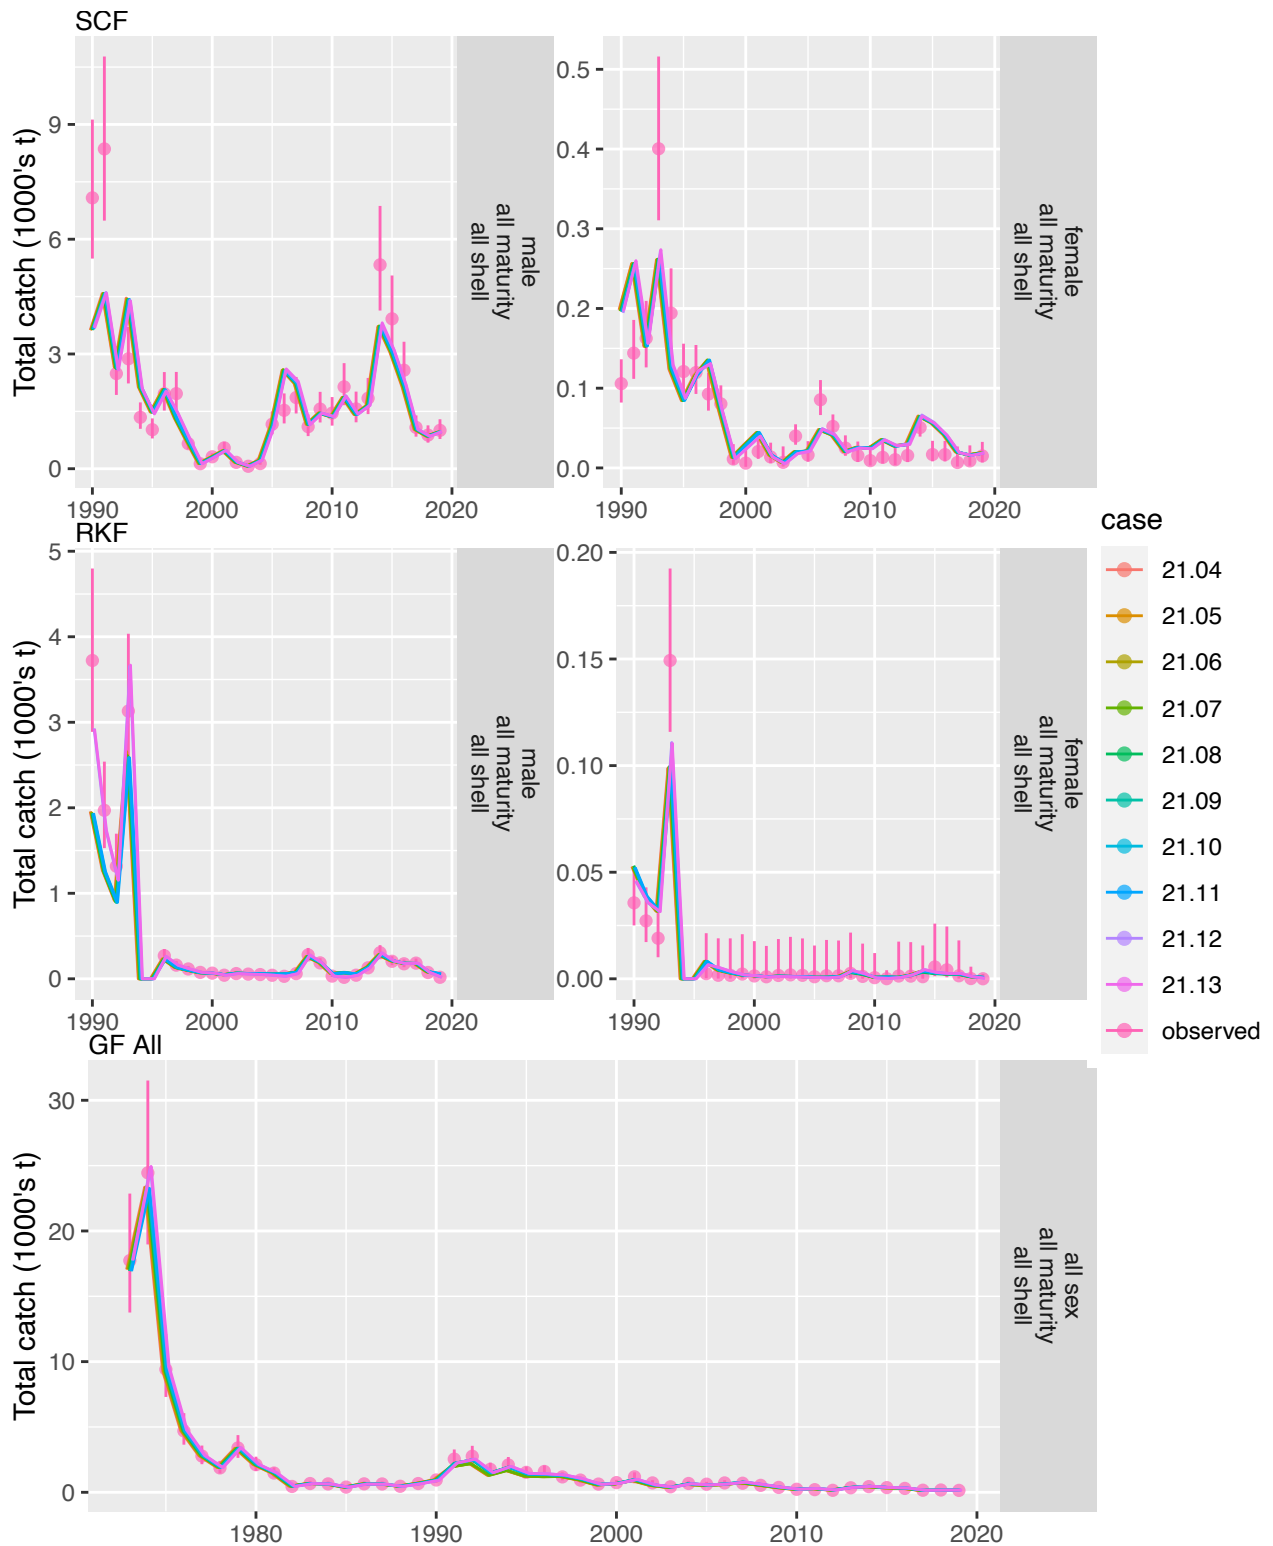 SCF
Total catch (1000's t)
9
6
3
0
1990
2000
2010
2020
male
all maturity
all shell
0.5
0.4
0.3
0.2
0.1
0.0
1990
2000
2010
2020
female
all maturity
all shell
RKF
Total catch (1000's t)
5
4
3
2
1
0
1990
2000
2010
2020
male
all maturity
all shell
0.20
0.15
0.10
0.05
0.00
1990
2000
2010
2020
female
all maturity
all shell
GF All
Total catch (1000's t)
30
20
10
0
1980
1990
2000
2010
2020
all sex
all maturity
all shell
case
21.04
21.05
21.06
21.07
21.08
21.09
21.10
21.11
21.12
21.13
observed